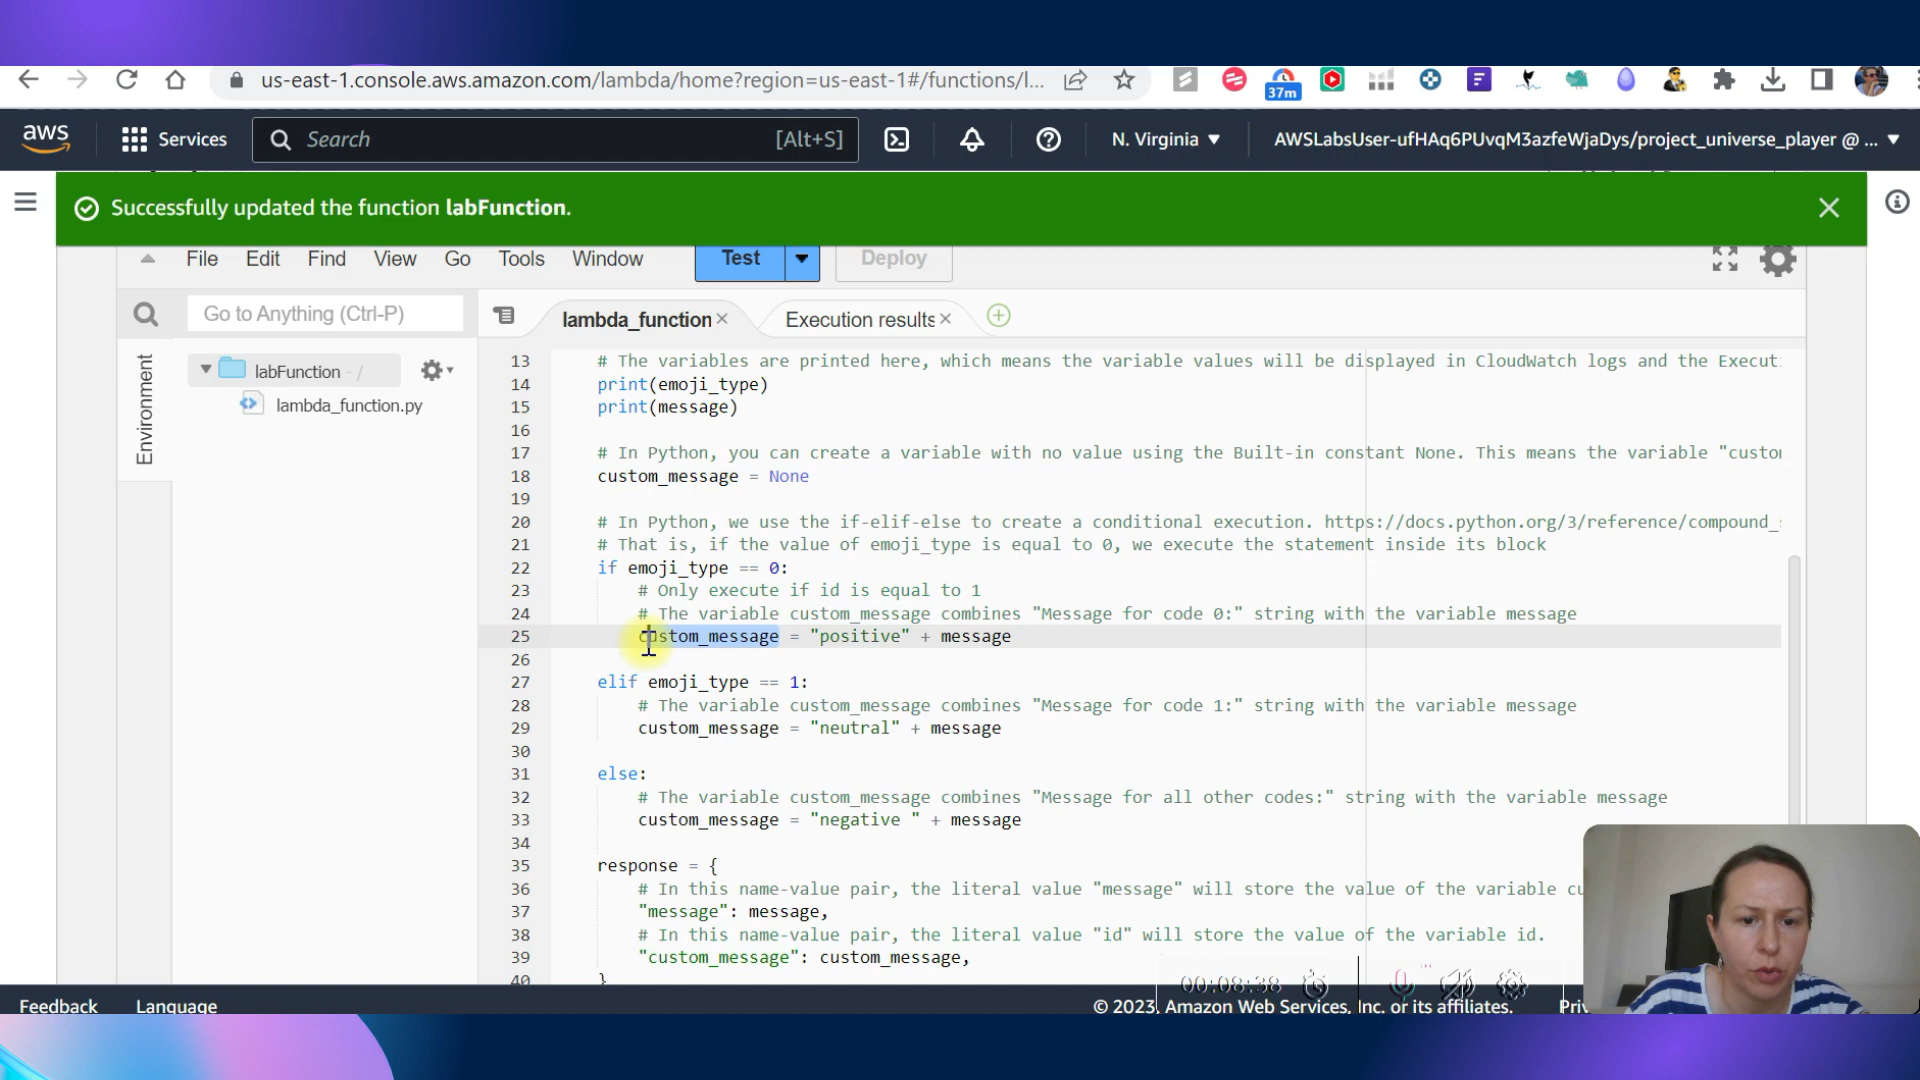 us-east-1.console.aws.amazon.com/lambda/home?region=us-east-1#/functions/l...
37m
aws
Services
Search
[Alt+S]
N. Virginia
AWSLabsUser-ufHAq6PUvqM3azfeWjaDys/project_universe_player @ ...
Successfully updated the function labFunction.
File Edit Find View Go Tools Window
Test
Deploy
Go to Anything (Ctrl-P)
lambda_function
Execution results
Environment
labFunction - /
lambda_function.py
13 # The variables are printed here, which means the variable values will be displayed in CloudWatch logs and the Executi
14 print(emoji_type)
15 print(message)
16
17 # In Python, you can create a variable with no value using the Built-in constant None. This means the variable "custom
18 custom_message = None
19
20 # In Python, we use the if-elif-else to create a conditional execution. https://docs.python.org/3/reference/compound_
21 # That is, if the value of emoji_type is equal to 0, we execute the statement inside its block
22 if emoji_type == 0:
23 # Only execute if id is equal to 1
24 # The variable custom_message combines "Message for code 0:" string with the variable message
25 custom_message = "positive" + message
26
27 elif emoji_type == 1:
28 # The variable custom_message combines "Message for code 1:" string with the variable message
29 custom_message = "neutral" + message
30
31 else:
32 # The variable custom_message combines "Message for all other codes:" string with the variable message
33 custom_message = "negative " + message
34
35 response = {
36 # In this name-value pair, the literal value "message" will store the value of the variable cu
37 "message": message,
38 # In this name-value pair, the literal value "id" will store the value of the variable id.
39 "custom_message": custom_message,
40 }
00:08:38
Feedback
Language
© 2023, Amazon Web Services, Inc. or its affiliates.
Priv